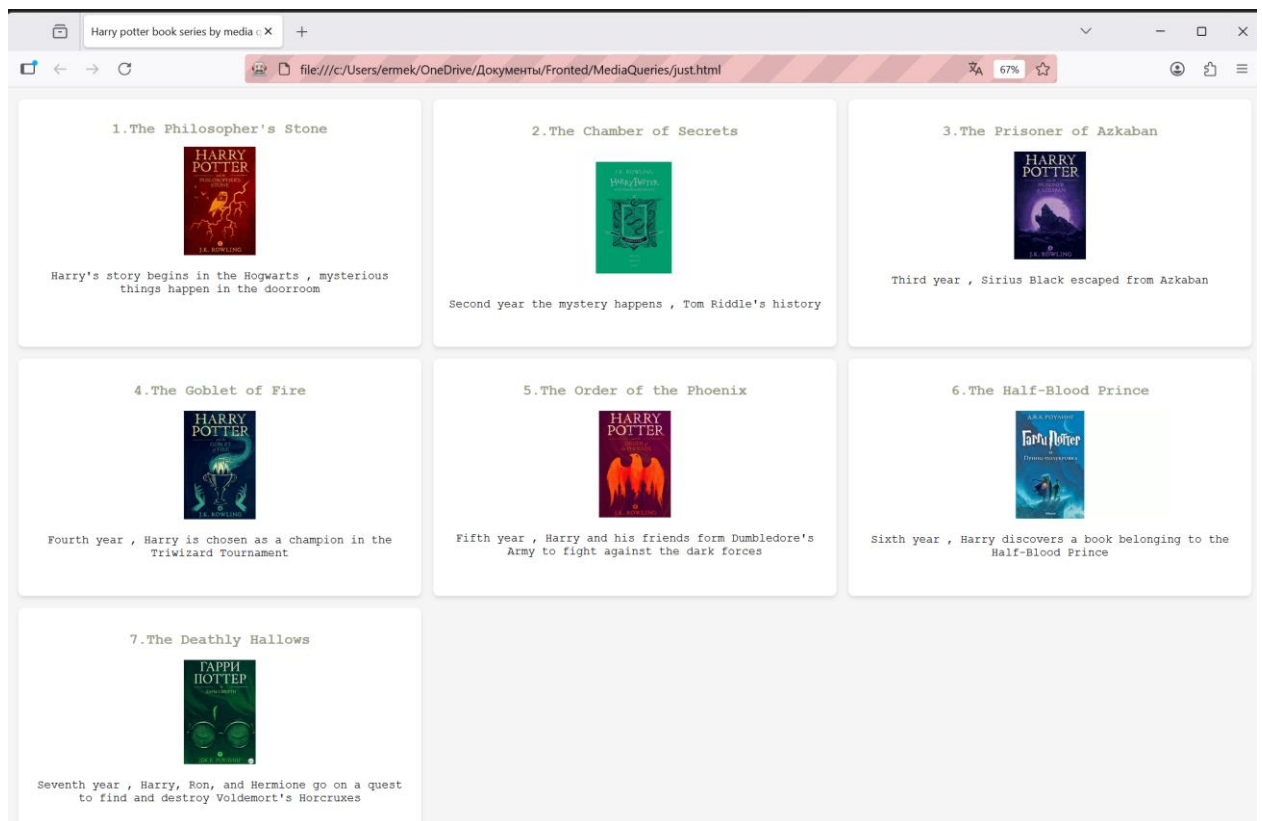 Harry potter book series by media q
file:///c:/Users/ermek/OneDrive/Документы/Fronted/MediaQueries/just.html
67%
1.The Philosopher's Stone
HARRY
POTTER
PHILOSOPHER'S
STONE
J.K. ROWLING
Harry's story begins in the Hogwarts , mysterious
things happen in the doorroom
2.The Chamber of Secrets
J.K. ROWLING
Harry Potter
Second year the mystery happens , Tom Riddle's history
3.The Prisoner of Azkaban
HARRY
POTTER
PRISONER
J.K. ROWLING
Third year , Sirius Black escaped from Azkaban
4.The Goblet of Fire
HARRY
POTTER
GOBLET
J.K. ROWLING
Fourth year , Harry is chosen as a champion in the
Triwizard Tournament
5.The Order of the Phoenix
HARRY
POTTER
J.K. ROWLING
Fifth year , Harry and his friends form Dumbledore's
Army to fight against the dark forces
6.The Half-Blood Prince
Гарри Поттер
Sixth year , Harry discovers a book belonging to the
Half-Blood Prince
7.The Deathly Hallows
ГАРРИ
ПОТТЕР
Seventh year , Harry, Ron, and Hermione go on a quest
to find and destroy Voldemort's Horcruxes